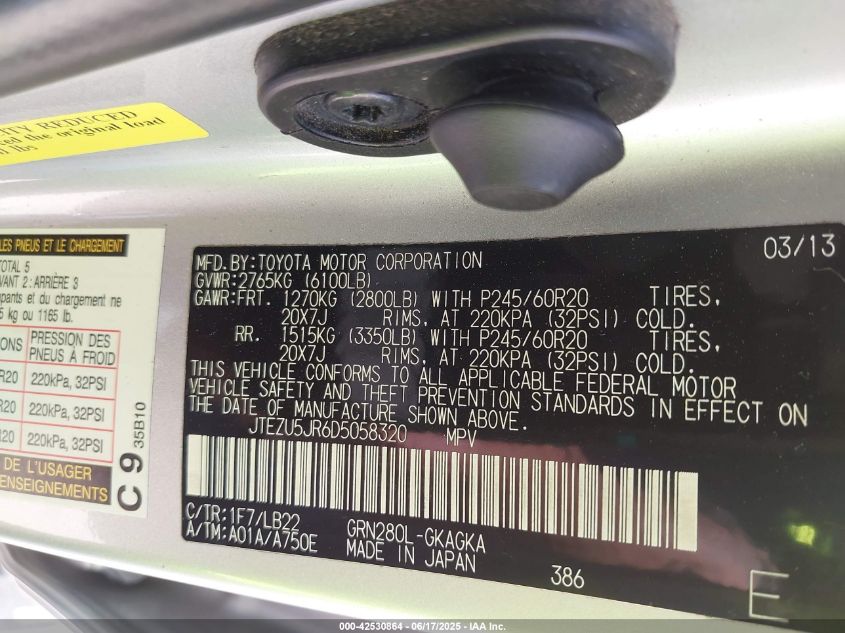 ITY REDUCED
the original load
lbs
LES PNEUS ET LE CHARGEMENT
TOTAL 5
VANT 2 : ARRIÈRE 3
upants et du chargement ne
5 kg ou 1165 lb.
PRESSION DES
PNEUS À FROID
R20 220kPa, 32PSI
R20 220kPa, 32PSI
220kPa, 32PSI
DE L'USAGER
ENSEIGNEMENTS
C 9 35B10
03/13
MFD.BY:TOYOTA MOTOR CORPORATION
GVWR:2765KG (6100LB)
GAWR:FRT. 1270KG (2800LB) WITH P245/60R20 TIRES,
20X7J RIMS, AT 220KPA (32PSI) COLD.
RR. 1515KG (3350LB) WITH P245/60R20 TIRES,
20X7J RIMS, AT 220KPA (32PSI) COLD.
THIS VEHICLE CONFORMS TO ALL APPLICABLE FEDERAL MOTOR
VEHICLE SAFETY AND THEFT PREVENTION STANDARDS IN EFFECT ON
THE DATE OF MANUFACTURE SHOWN ABOVE.
JTEZU5JR6D5058320 MPV
C/TR:1F7/LB22 GRN280L-GKAGKA
A/TM:A01A/A750E MADE IN JAPAN
386
E
000-42530864 - 06/17/2025 - IAA Inc.